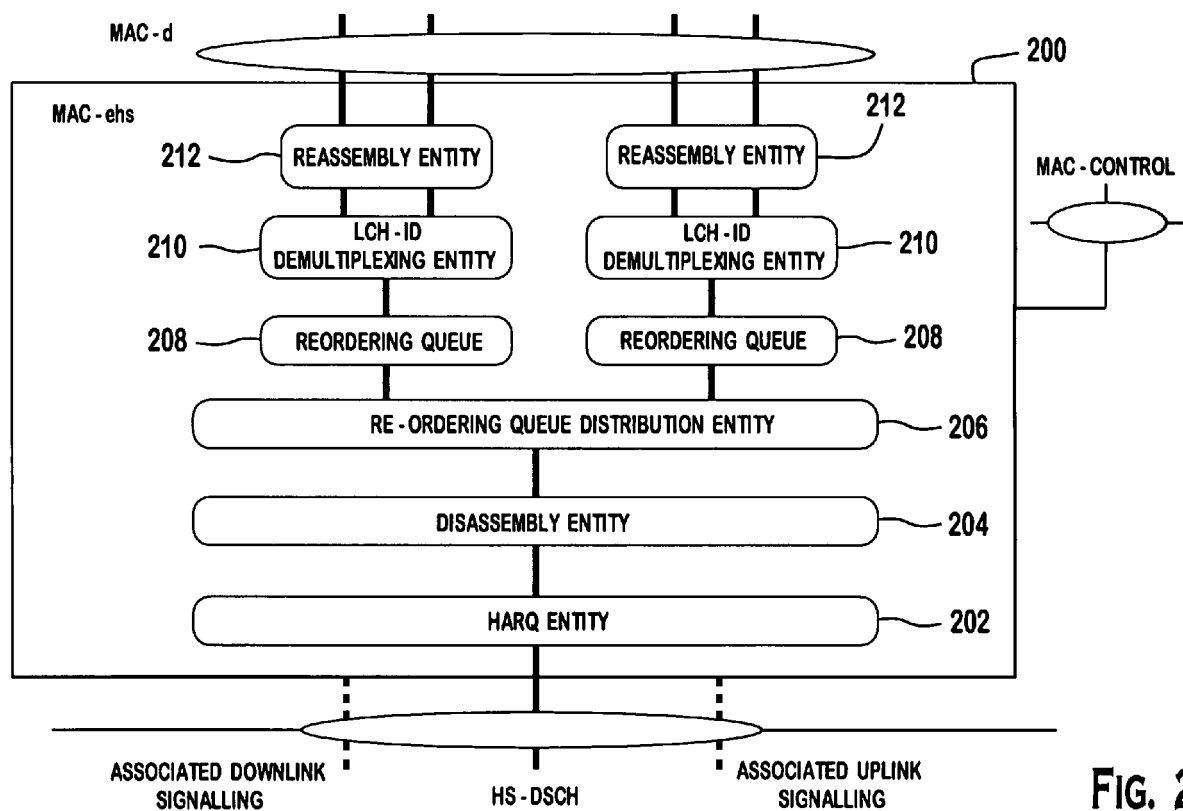 MAC-d
200
MAC-ehs
212
212
REASSEMBLY ENTITY
REASSEMBLY ENTITY
MAC-CONTROL
210
LCH-ID
DEMULTIPLEXING ENTITY
LCH-ID
DEMULTIPLEXING ENTITY
210
208
REORDERING QUEUE
REORDERING QUEUE
208
RE-ORDERING QUEUE DISTRIBUTION ENTITY
206
DISASSEMBLY ENTITY
204
HARQ ENTITY
202
ASSOCIATED DOWNLINK
SIGNALLING
HS-DSCH
ASSOCIATED UPLINK
SIGNALLING
FIG. 2